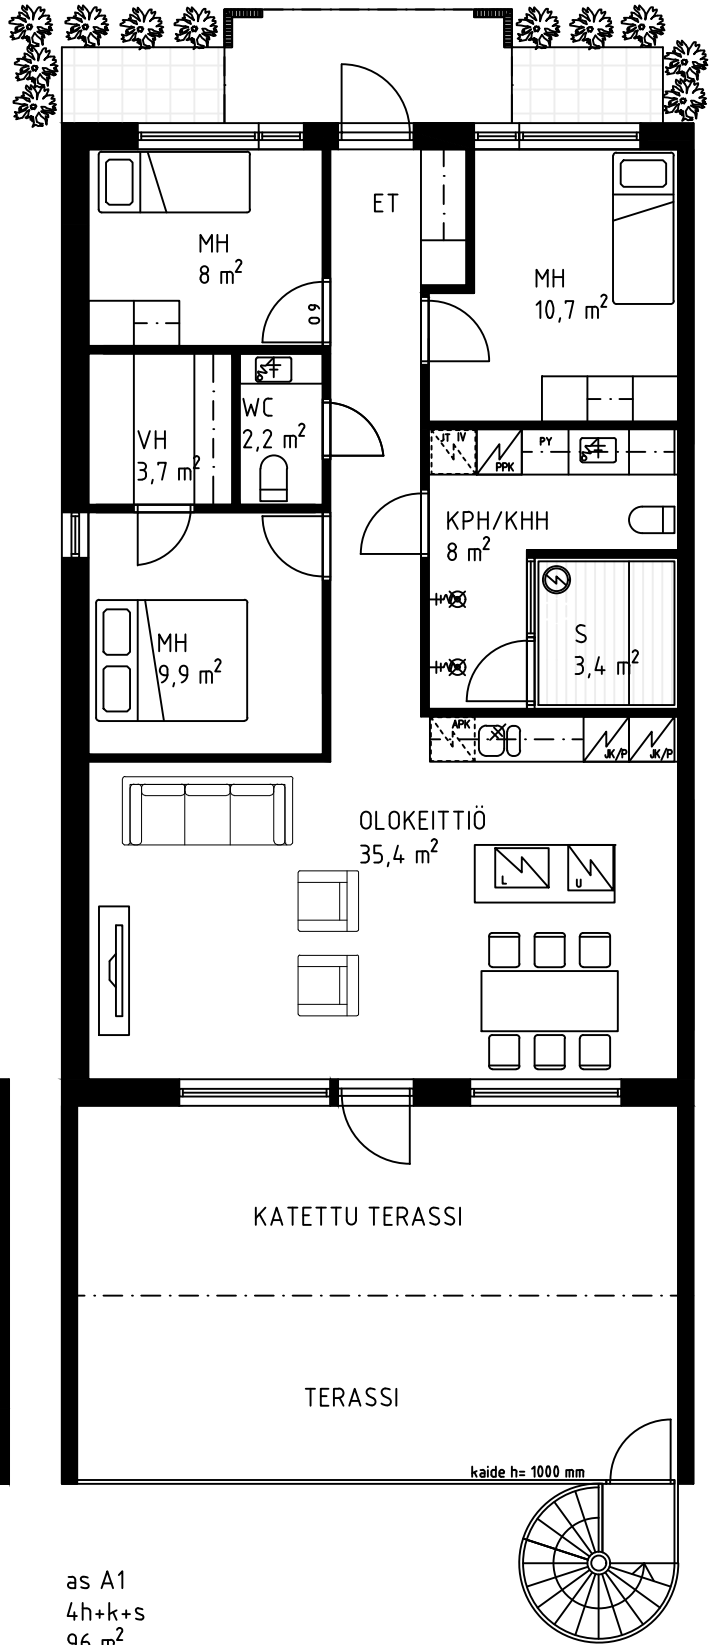 ET
MH
8 m²
MH
10,7 m²
09
WC
2,2 m²
VH
3,7 m²
JT IV
PPK
PY
KPH/KHH
8 m²
S
3,4 m²
MH
9,9 m²
APK
JK/P
JK/P
OLOKEITTIÖ
35,4 m²
L
U
KATETTU TERASSI
TERASSI
kaide h= 1000 mm
as A1
4h+k+s
96 m²